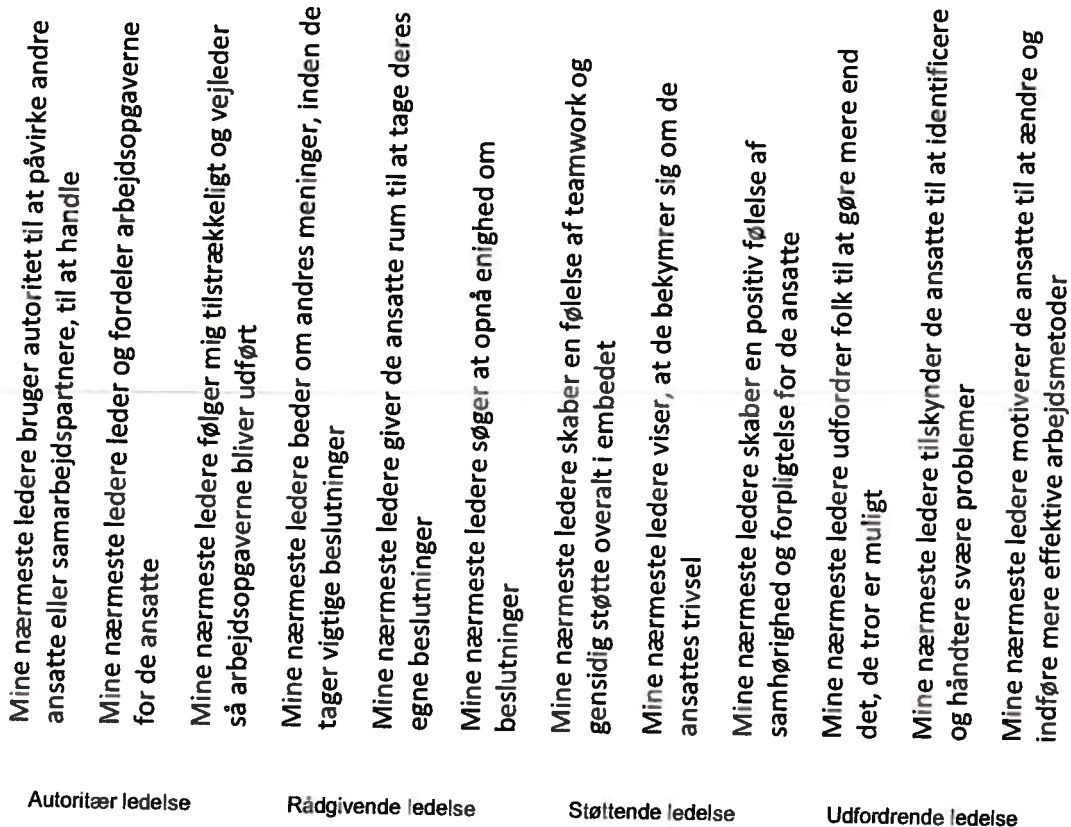 Mine nærmeste ledere bruger autoritet til at påvirke andre
ansatte eller samarbejdspartnere, til at handle
Mine nærmeste ledere leder og fordeler arbejdsopgaverne
for de ansatte
Mine nærmeste ledere følger mig tilstrækkeligt og vejleder
så arbejdsopgaverne bliver udført
Mine nærmeste ledere beder om andres meninger, inden de
tager vigtige beslutninger
Mine nærmeste ledere giver de ansatte rum til at tage deres
egne beslutninger
Mine nærmeste ledere søger at opnå enighed om
beslutninger
Mine nærmeste ledere skaber en følelse af teamwork og
gensidig støtte overalt i embedet
Mine nærmeste ledere viser, at de bekymrer sig om de
ansattes trivsel
Mine nærmeste ledere skaber en positiv følelse af
samhørighed og forpligtelse for de ansatte
Mine nærmeste ledere udfordrer folk til at gøre mere end
det, de tror er muligt
Mine nærmeste ledere tilskynder de ansatte til at identificere
og håndtere svære problemer
Mine nærmeste ledere motiverer de ansatte til at ændre og
indføre mere effektive arbejdsmetoder
Autoritær ledelse
Rådgivende ledelse
Støttende ledelse
Udfordrende ledelse